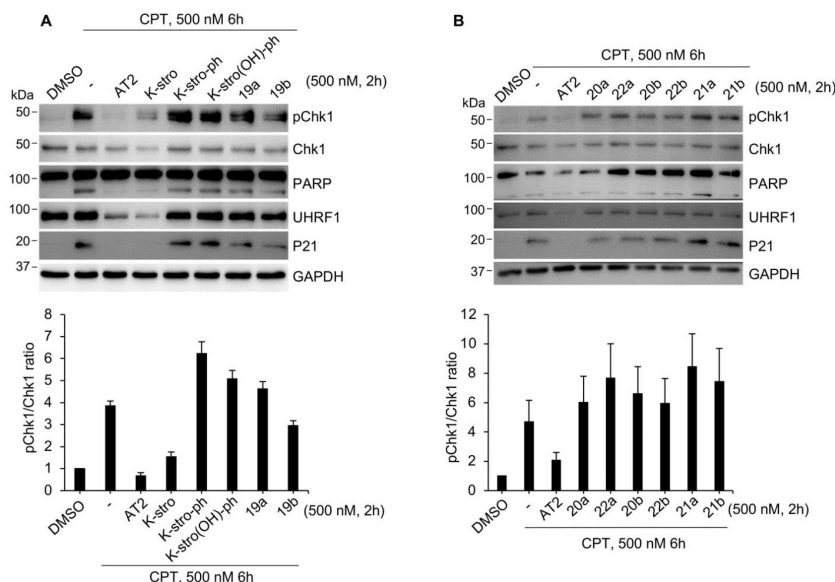 A
CPT, 500 nM 6h
DMSO
-
AT2
K-stro
K-stro-ph
K-stro(OH)-ph
19a
19b
(500 nM, 2h)
kDa
50
pChk1
50
Chk1
100
PARP
100
UHRF1
20
P21
37
GAPDH
pChk1/Chk1 ratio
8
7
6
5
4
3
2
1
0
DMSO
-
AT2
K-stro
K-stro-ph
K-stro(OH)-ph
19a
19b
(500 nM, 2h)
CPT, 500 nM 6h
B
CPT, 500 nM 6h
DMSO
-
AT2
20a
22a
20b
22b
21a
21b
(500 nM, 2h)
kDa
50
pChk1
50
Chk1
100
PARP
100
UHRF1
20
P21
37
GAPDH
pChk1/Chk1 ratio
12
10
8
6
4
2
0
DMSO
-
AT2
20a
22a
20b
22b
21a
21b
(500 nM, 2h)
CPT, 500 nM 6h